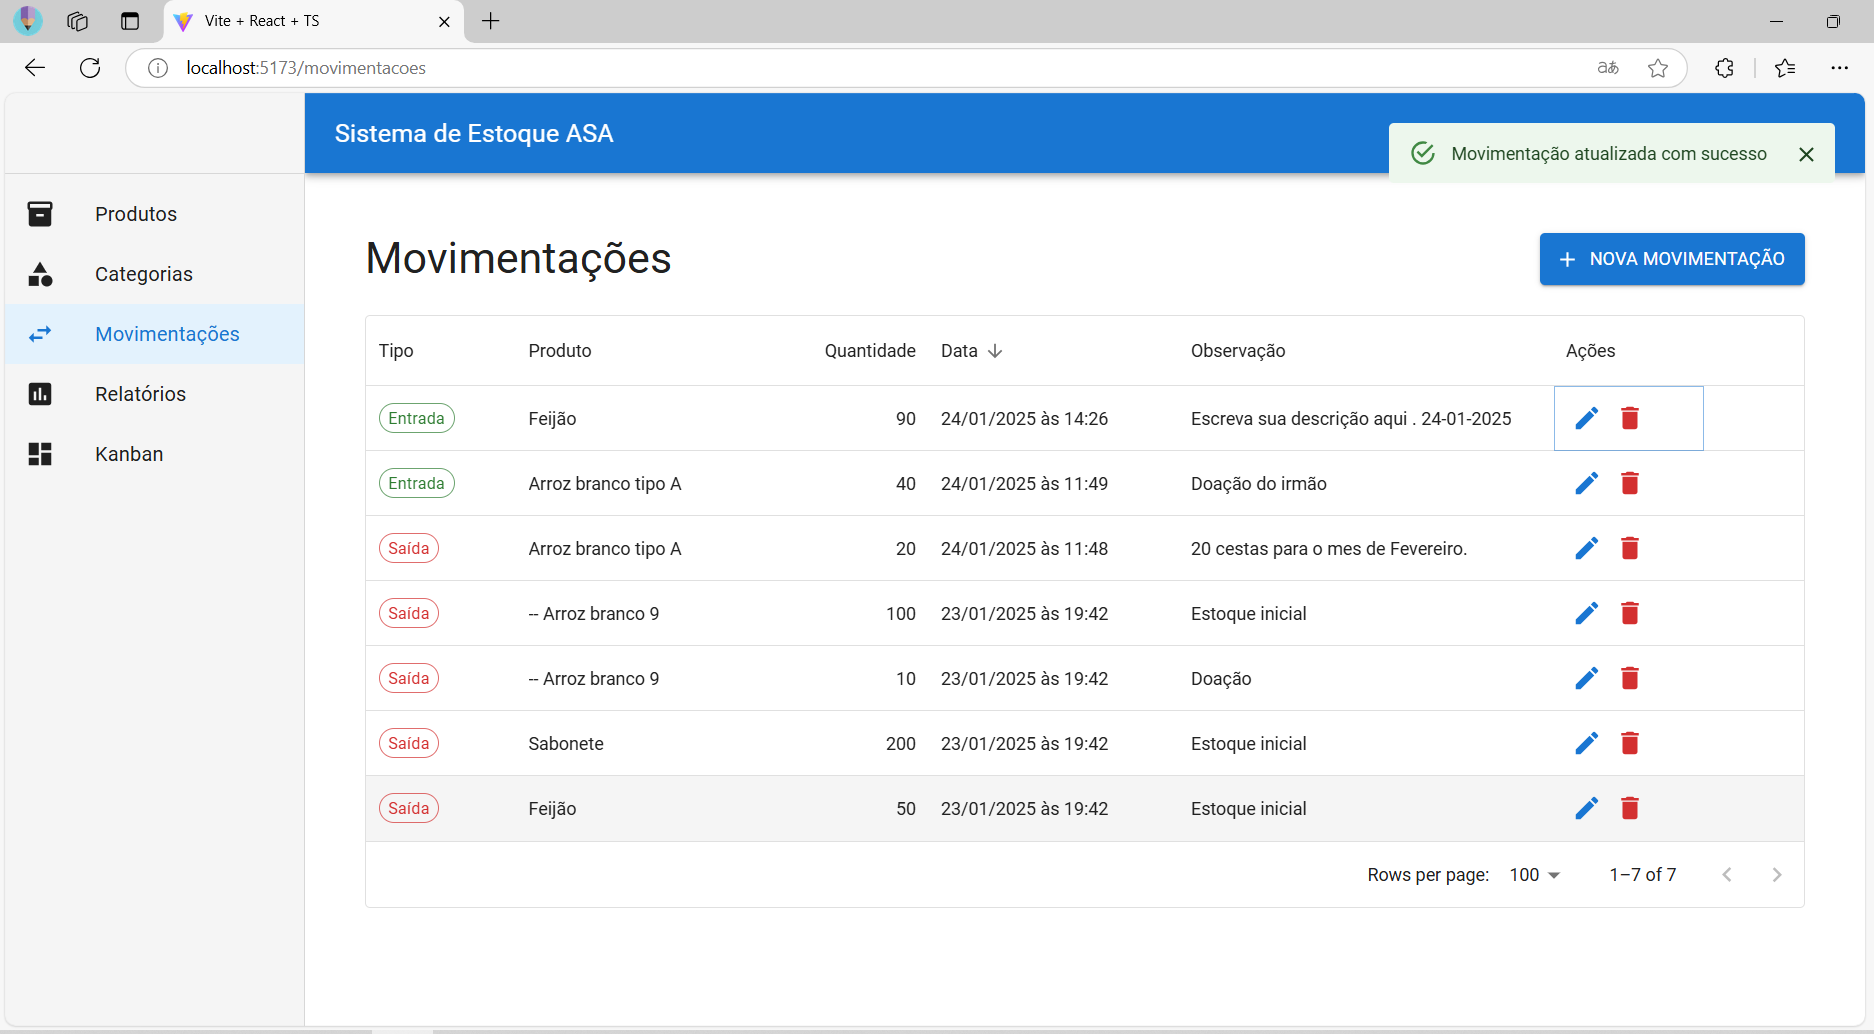 Vite + React + TS
localhost:5173/movimentacoes
Sistema de Estoque ASA
Movimentação atualizada com sucesso
Produtos
Categorias
Movimentações
Relatórios
Kanban
Movimentações
NOVA MOVIMENTAÇÃO
Tipo Produto Quantidade Data Observação Ações
Entrada Feijão 90 24/01/2025 às 14:26 Escreva sua descrição aqui . 24-01-2025
Entrada Arroz branco tipo A 40 24/01/2025 às 11:49 Doação do irmão
Saída Arroz branco tipo A 20 24/01/2025 às 11:48 20 cestas para o mes de Fevereiro.
Saída -- Arroz branco 9 100 23/01/2025 às 19:42 Estoque inicial
Saída -- Arroz branco 9 10 23/01/2025 às 19:42 Doação
Saída Sabonete 200 23/01/2025 às 19:42 Estoque inicial
Saída Feijão 50 23/01/2025 às 19:42 Estoque inicial
Rows per page: 100 1–7 of 7